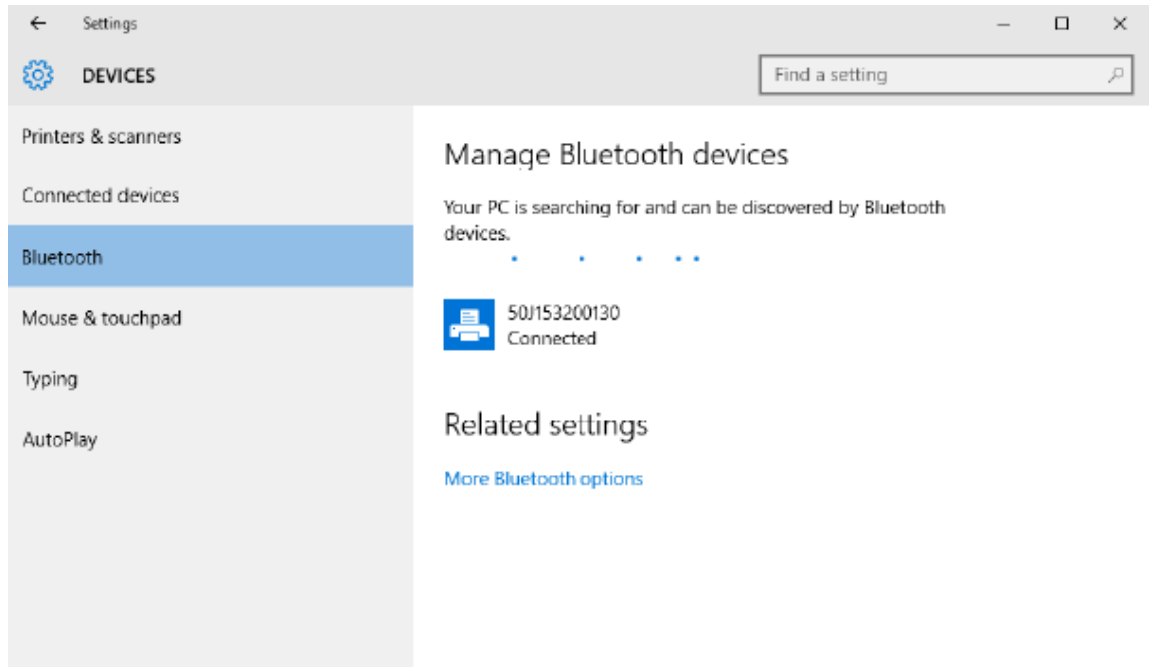 Settings
DEVICES
Find a setting
Printers & scanners
Connected devices
Bluetooth
Mouse & touchpad
Typing
AutoPlay
Manage Bluetooth devices
Your PC is searching for and can be discovered by Bluetooth
devices.
50J153200130
Connected
Related settings
More Bluetooth options